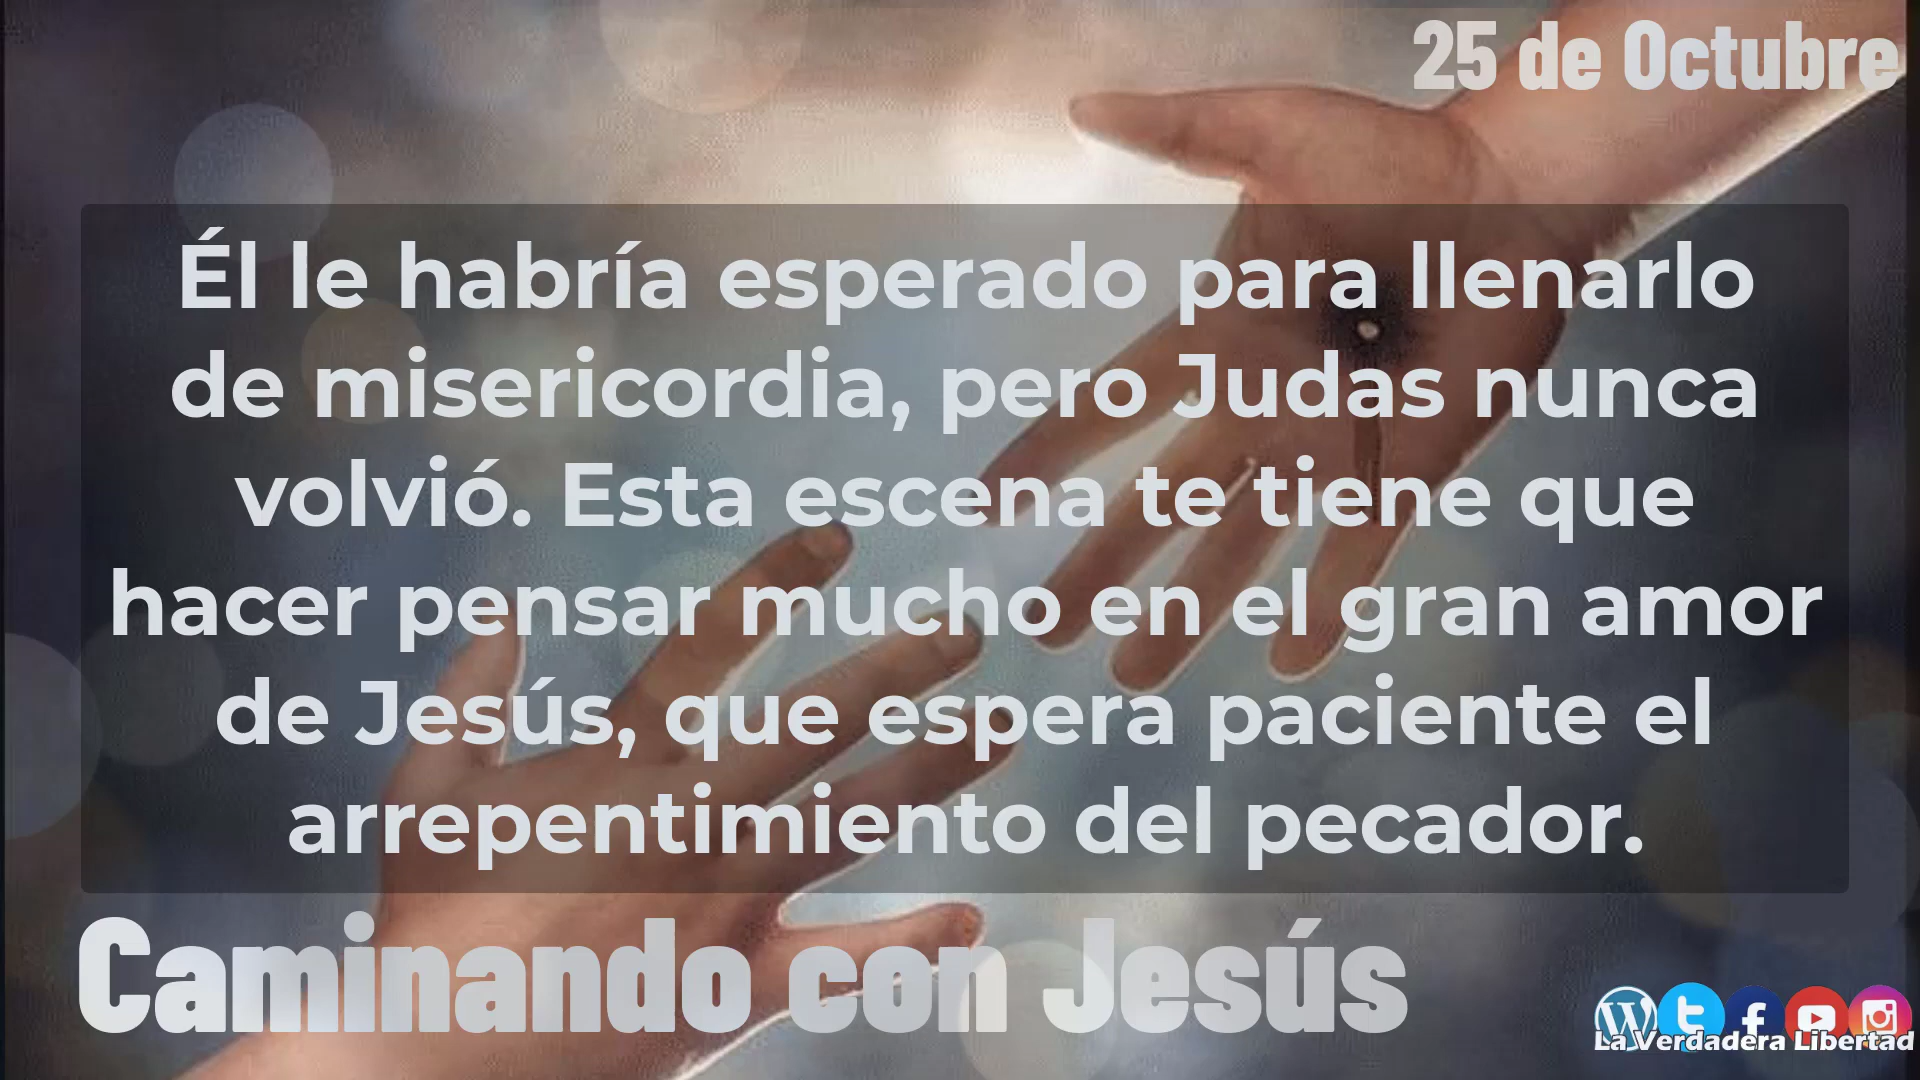 25 de Octubre
Él le habría esperado para llenarlo
de misericordia, pero Judas nunca
volvió. Esta escena te tiene que
hacer pensar mucho en el gran amor
de Jesús, que espera paciente el
arrepentimiento del pecador.
Caminando con Jesús
La Verdadera Libertad